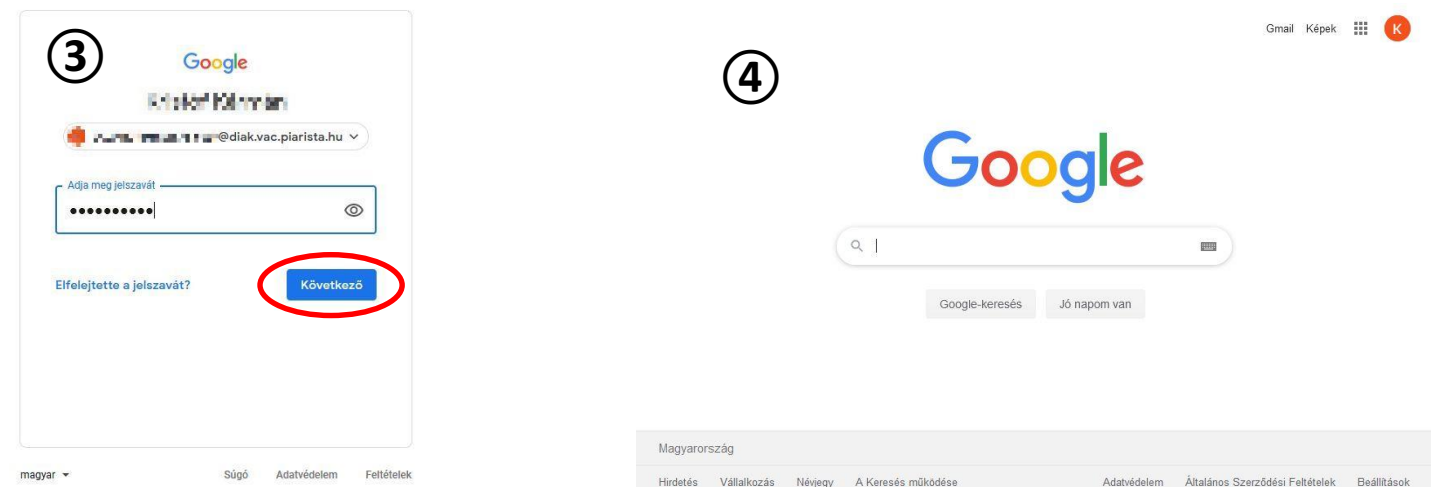 ③
Google
@diak.vac.piarista.hu
Adja meg jelszavát
••••••••••
Elfelejtette a jelszavát?
Következő
magyar
Súgó Adatvédelem Feltételek
④
Gmail Képek K
Google
Google-keresés Jó napom van
Magyarország
Hirdetés Vállalkozás Névjegy A Keresés működése Adatvédelem Általános Szerződési Feltételek Beállítások